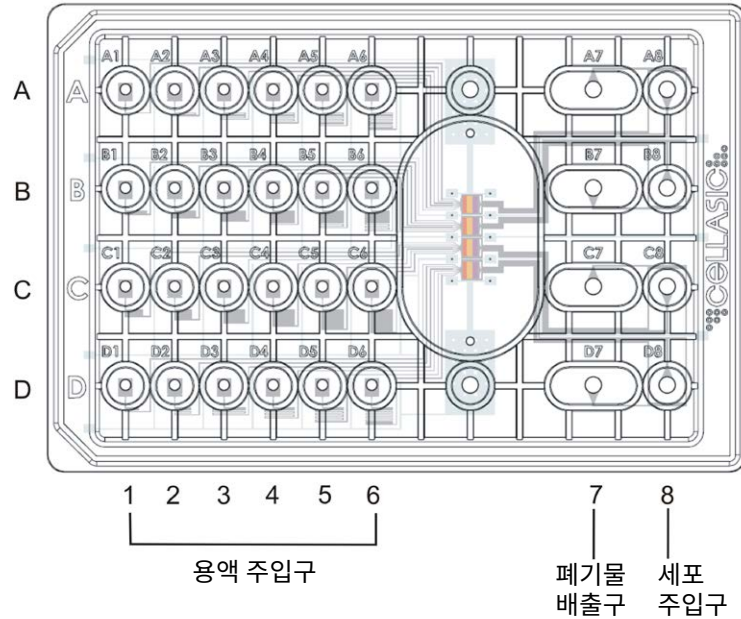 A1 A2 A3 A4 A5 A6 A7 A8
A A
B1 B2 B3 B4 B5 B6 B7 B8
B B
C1 C2 C3 C4 C5 C6 C7 C8
C C
D1 D2 D3 D4 D5 D6 D7 D8
D D
CELLASIC
1 2 3 4 5 6 7 8
용액 주입구
폐기물 세포
배출구 주입구